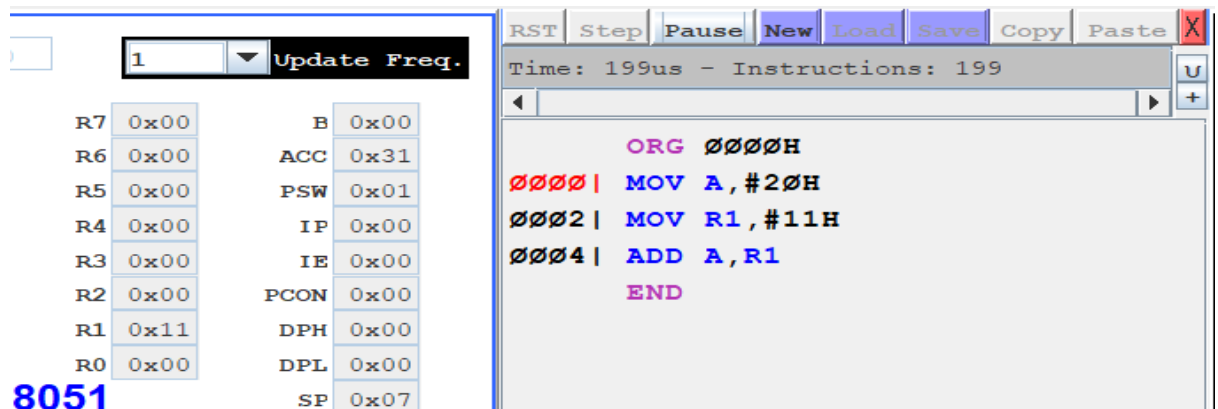 1 Update Freq.
R7 0x00 B 0x00
R6 0x00 ACC 0x31
R5 0x00 PSW 0x01
R4 0x00 IP 0x00
R3 0x00 IE 0x00
R2 0x00 PCON 0x00
R1 0x11 DPH 0x00
R0 0x00 DPL 0x00
8051 SP 0x07
RST Step Pause New Load Save Copy Paste X
Time: 199us - Instructions: 199
U
+
ORG 0000H
0000| MOV A,#20H
0002| MOV R1,#11H
0004| ADD A,R1
END